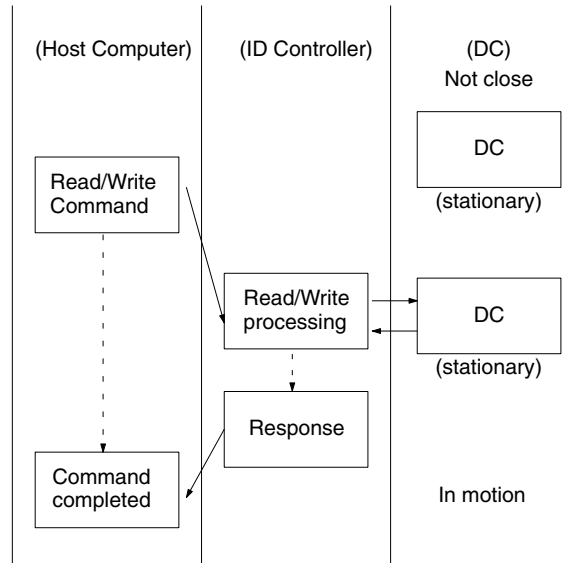 (Host Computer)
(ID Controller)
(DC)
Not close
DC
(stationary)
Read/Write
Command
Read/Write
processing
DC
(stationary)
Response
Command
completed
In motion